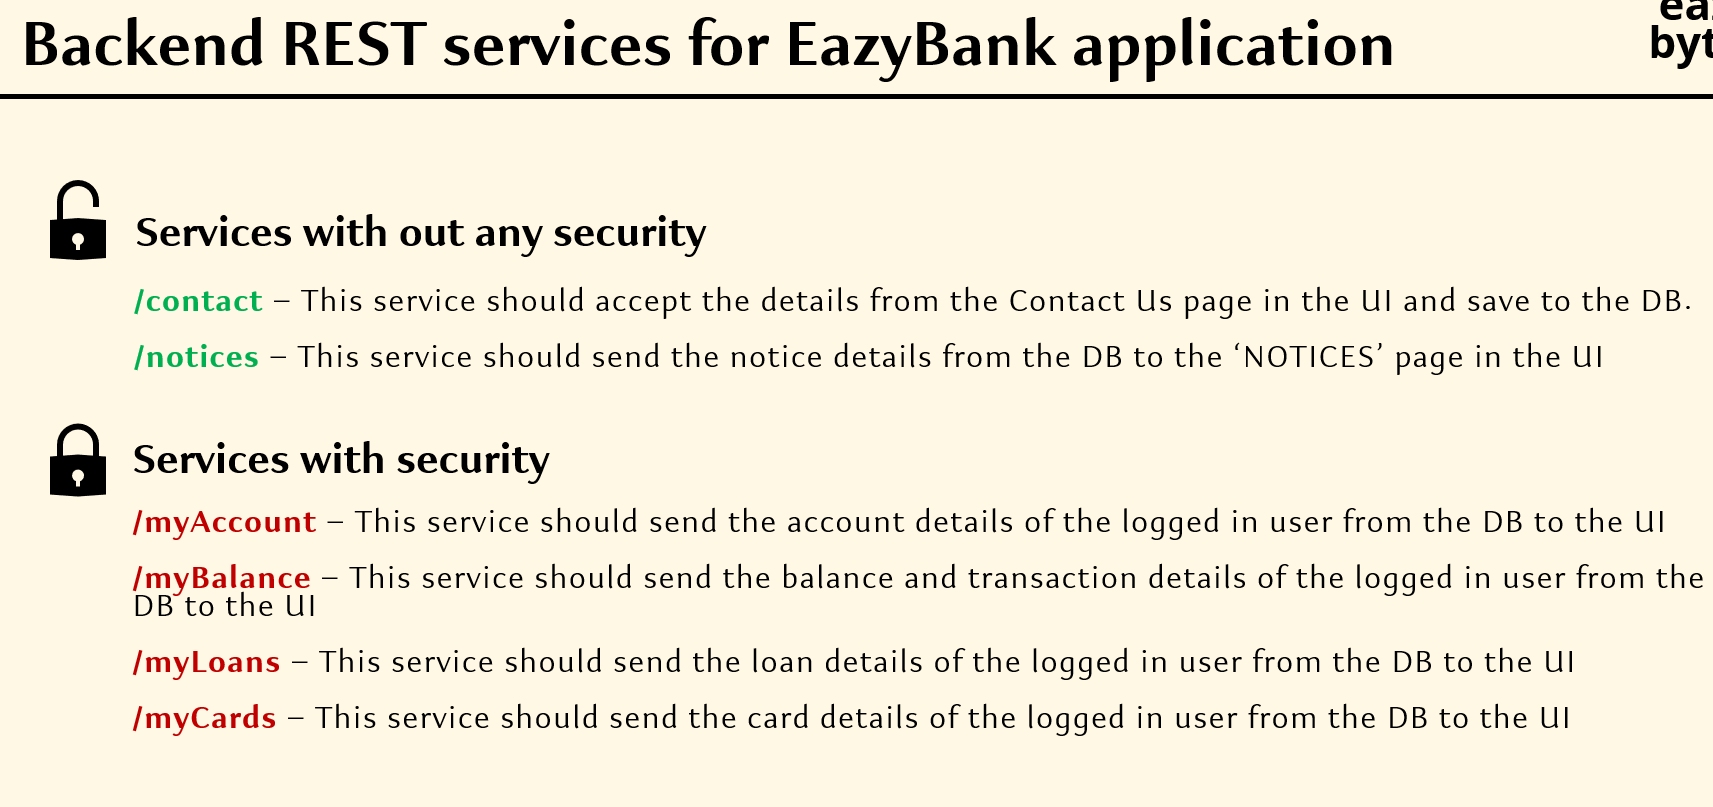 Backend REST services for EazyBank application
Services with out any security
/contact – This service should accept the details from the Contact Us page in the UI and save to the DB.
/notices – This service should send the notice details from the DB to the ‘NOTICES’ page in the UI
Services with security
/myAccount – This service should send the account details of the logged in user from the DB to the UI
/myBalance – This service should send the balance and transaction details of the logged in user from the
DB to the UI
/myLoans – This service should send the loan details of the logged in user from the DB to the UI
/myCards – This service should send the card details of the logged in user from the DB to the UI